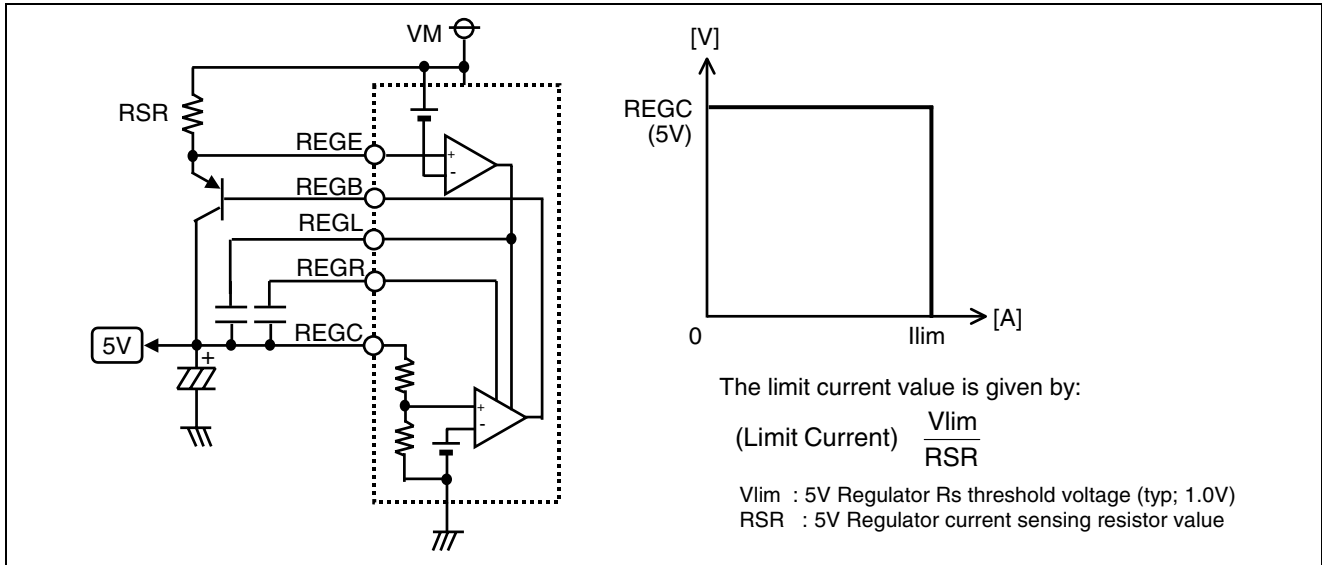 VM
RSR
REGE
REGB
REGL
REGR
REGC
5V
+
+
-
+
-
[V]
REGC
(5V)
0
Ilim
[A]
The limit current value is given by:
(Limit Current) Vlim
RSR
Vlim : 5V Regulator Rs threshold voltage (typ; 1.0V)
RSR : 5V Regulator current sensing resistor value